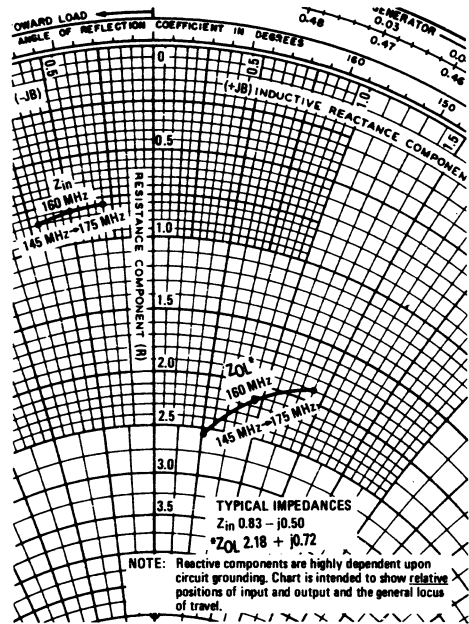 OWARD LOAD
ANGLE OF REFLECTION COEFFICIENT IN DEGREES
GENERATOR
0.48
0.03
0.47
0.46
160
150
0.5
0
0.5
1.0
1.5
(-JB)
(+JB) INDUCTIVE REACTANCE COMPONEN
0.5
Zin
160 MHz
145 MHz 175 MHz
RESISTANCE COMPONENT (R)
1.0
1.5
2.0
ZOL*
160 MHz
145 MHz 175 MHz
2.5
3.0
3.5
TYPICAL IMPEDANCES
Zin 0.83 – j0.50
*ZOL 2.18 + j0.72
NOTE: Reactive components are highly dependent upon
circuit grounding. Chart is intended to show relative
positions of input and output and the general locus
of travel.